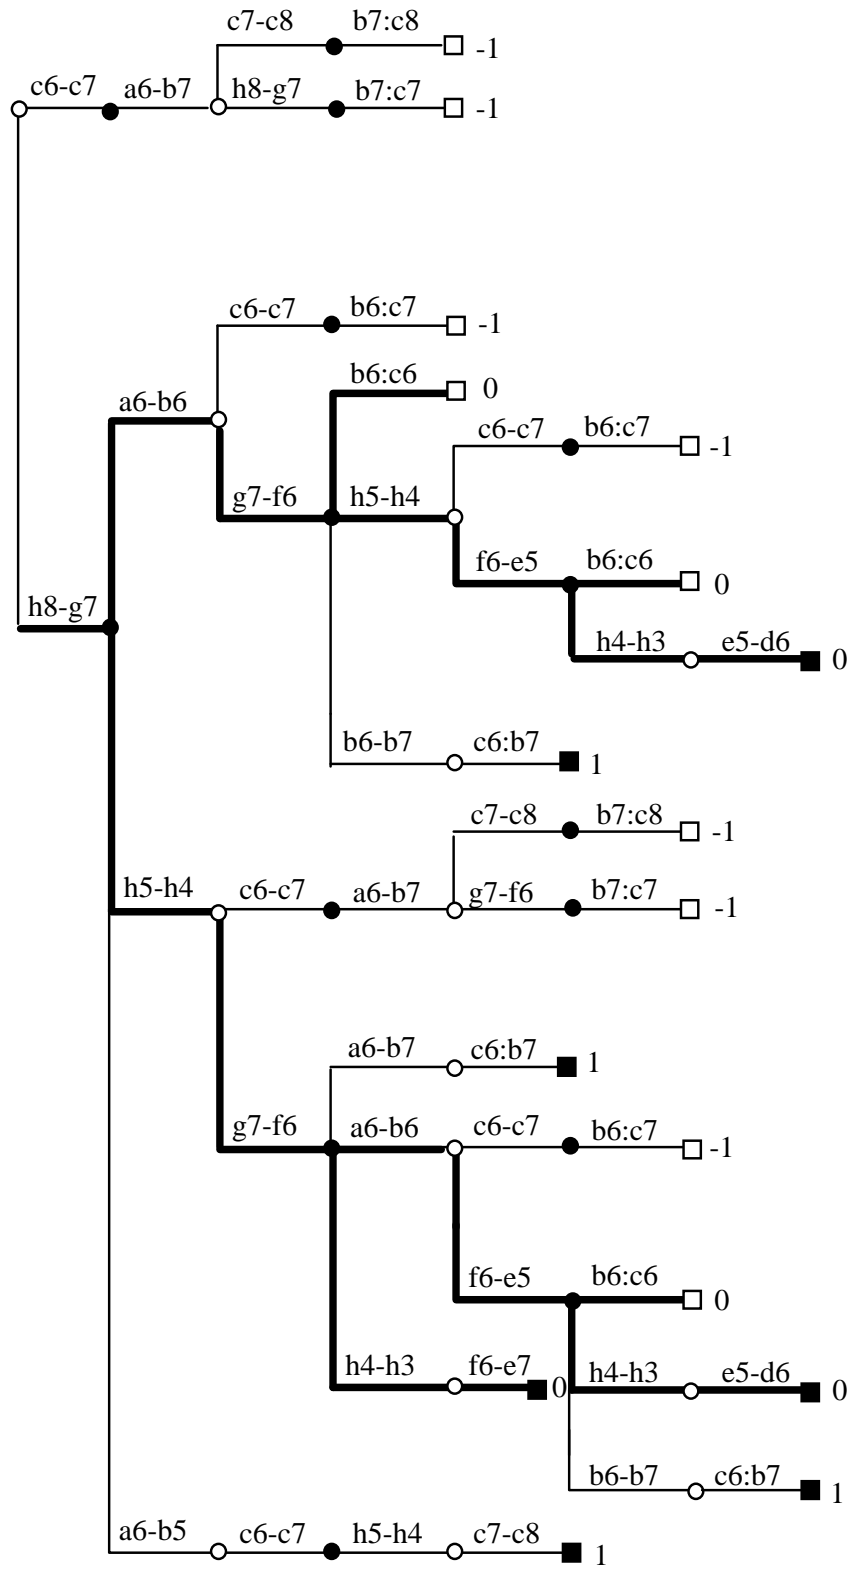 c7-c8 b7:c8 -1
c6-c7 a6-b7 h8-g7 b7:c7 -1
c6-c7 b6:c7 -1
b6:c6 0
a6-b6
c6-c7 b6:c7 -1
g7-f6 h5-h4
f6-e5 b6:c6 0
h8-g7
h4-h3 e5-d6 0
b6-b7 c6:b7 1
c7-c8 b7:c8 -1
h5-h4 c6-c7 a6-b7 g7-f6 b7:c7 -1
a6-b7 c6:b7 1
g7-f6 a6-b6 c6-c7 b6:c7 -1
f6-e5 b6:c6 0
h4-h3 f6-e7 0 h4-h3 e5-d6 0
b6-b7 c6:b7 1
a6-b5 c6-c7 h5-h4 c7-c8 1